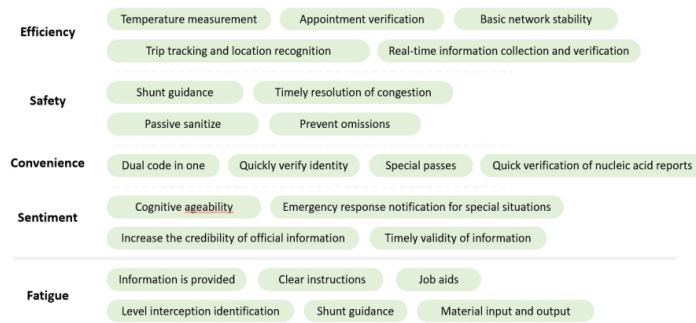 Efficiency
Temperature measurement Appointment verification Basic network stability
Trip tracking and location recognition Real-time information collection and verification
Safety
Shunt guidance Timely resolution of congestion
Passive sanitize Prevent omissions
Convenience
Dual code in one Quickly verify identity Special passes Quick verification of nucleic acid reports
Sentiment
Cognitive ageability Emergency response notification for special situations
Increase the credibility of official information Timely validity of information
Fatigue
Information is provided Clear instructions Job aids
Level interception identification Shunt guidance Material input and output